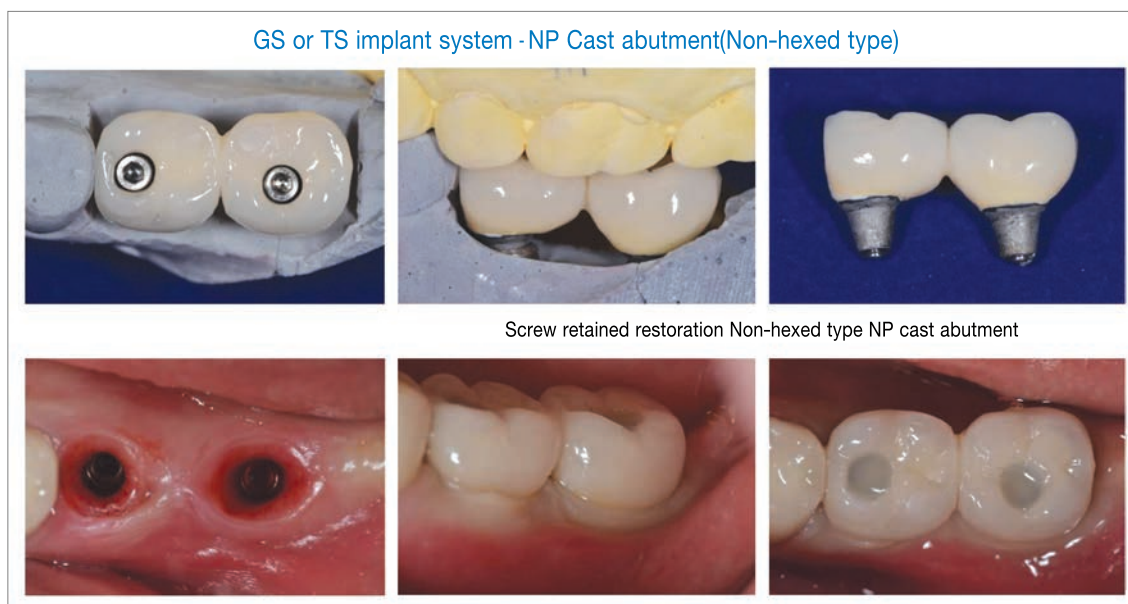 GS or TS implant system - NP Cast abutment(Non-hexed type)
Screw retained restoration Non-hexed type NP cast abutment